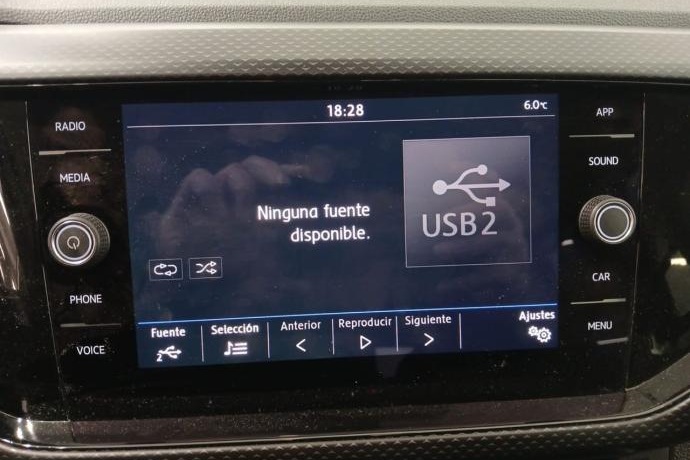 18:28
6.0°C
RADIO
APP
MEDIA
SOUND
Ninguna fuente
disponible.
USB2
PHONE
CAR
VOICE
MENU
Fuente
Selección
Anterior
Reproducir
Siguiente
Ajustes
2